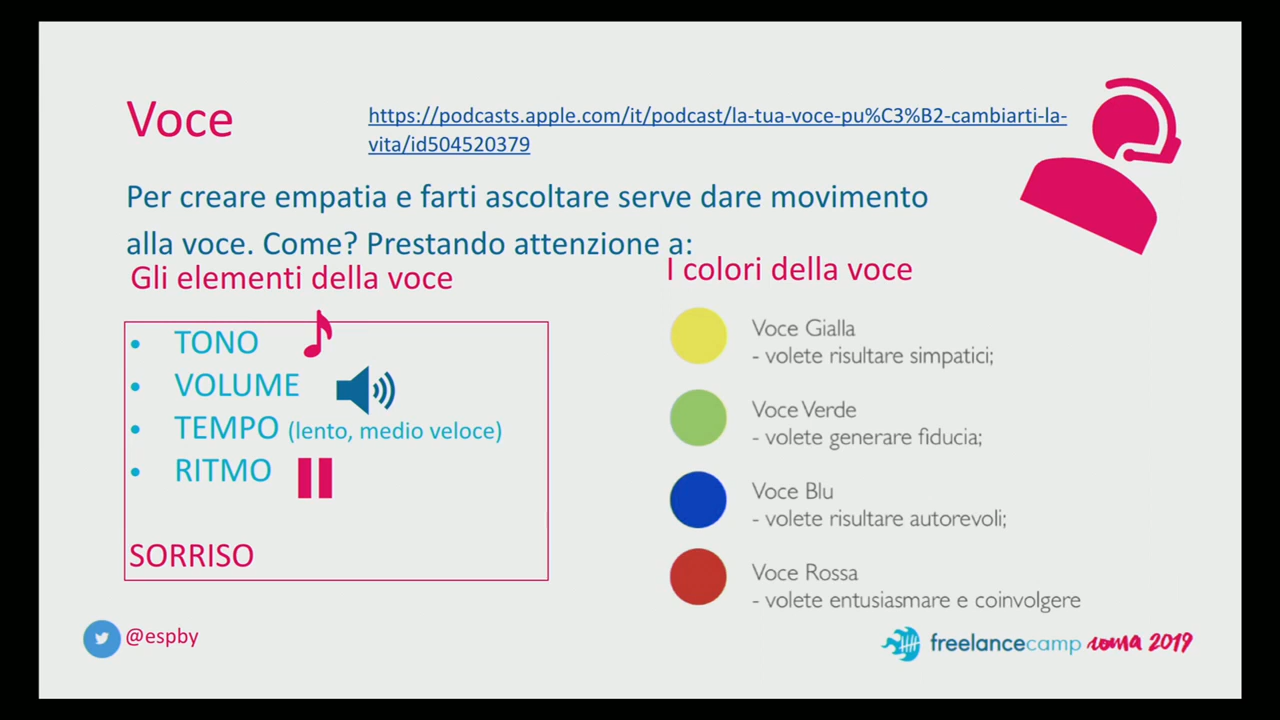 Voce
https://podcasts.apple.com/it/podcast/la-tua-voce-pu%C3%B2-cambiarti-la-
vita/id504520379
Per creare empatia e farti ascoltare serve dare movimento
alla voce. Come? Prestando attenzione a:
Gli elementi della voce
• TONO
• VOLUME
• TEMPO (lento, medio veloce)
• RITMO
SORRISO
I colori della voce
Voce Gialla
- volete risultare simpatici;
Voce Verde
- volete generare fiducia;
Voce Blu
- volete risultare autorevoli;
Voce Rossa
- volete entusiasmare e coinvolgere
@espby
freelancecamp roma 2019